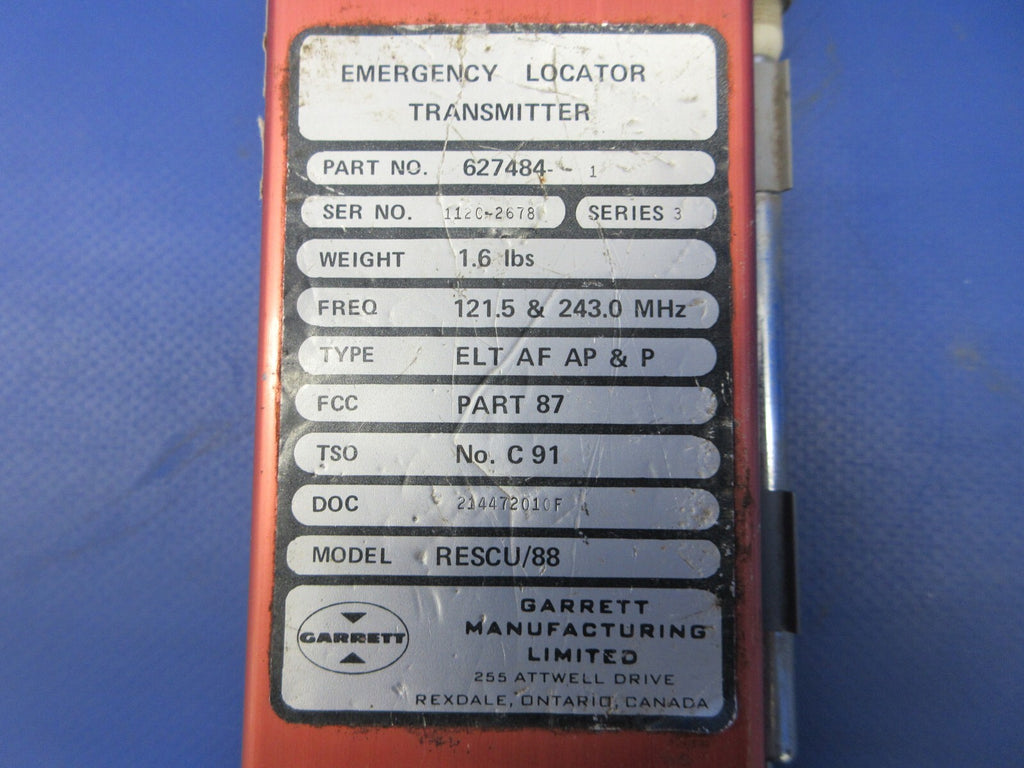 EMERGENCY LOCATOR
TRANSMITTER
PART NO. 627484- - 1
SER NO. 112C-2678 SERIES 3
WEIGHT 1.6 lbs
FREQ 121.5 & 243.0 MHz
TYPE ELT AF AP & P
FCC PART 87
TSO No. C 91
DOC 214472010F
MODEL RESCU/88
GARRETT
GARRETT
MANUFACTURING
LIMITED
255 ATTWELL DRIVE
REXDALE, ONTARIO, CANADA